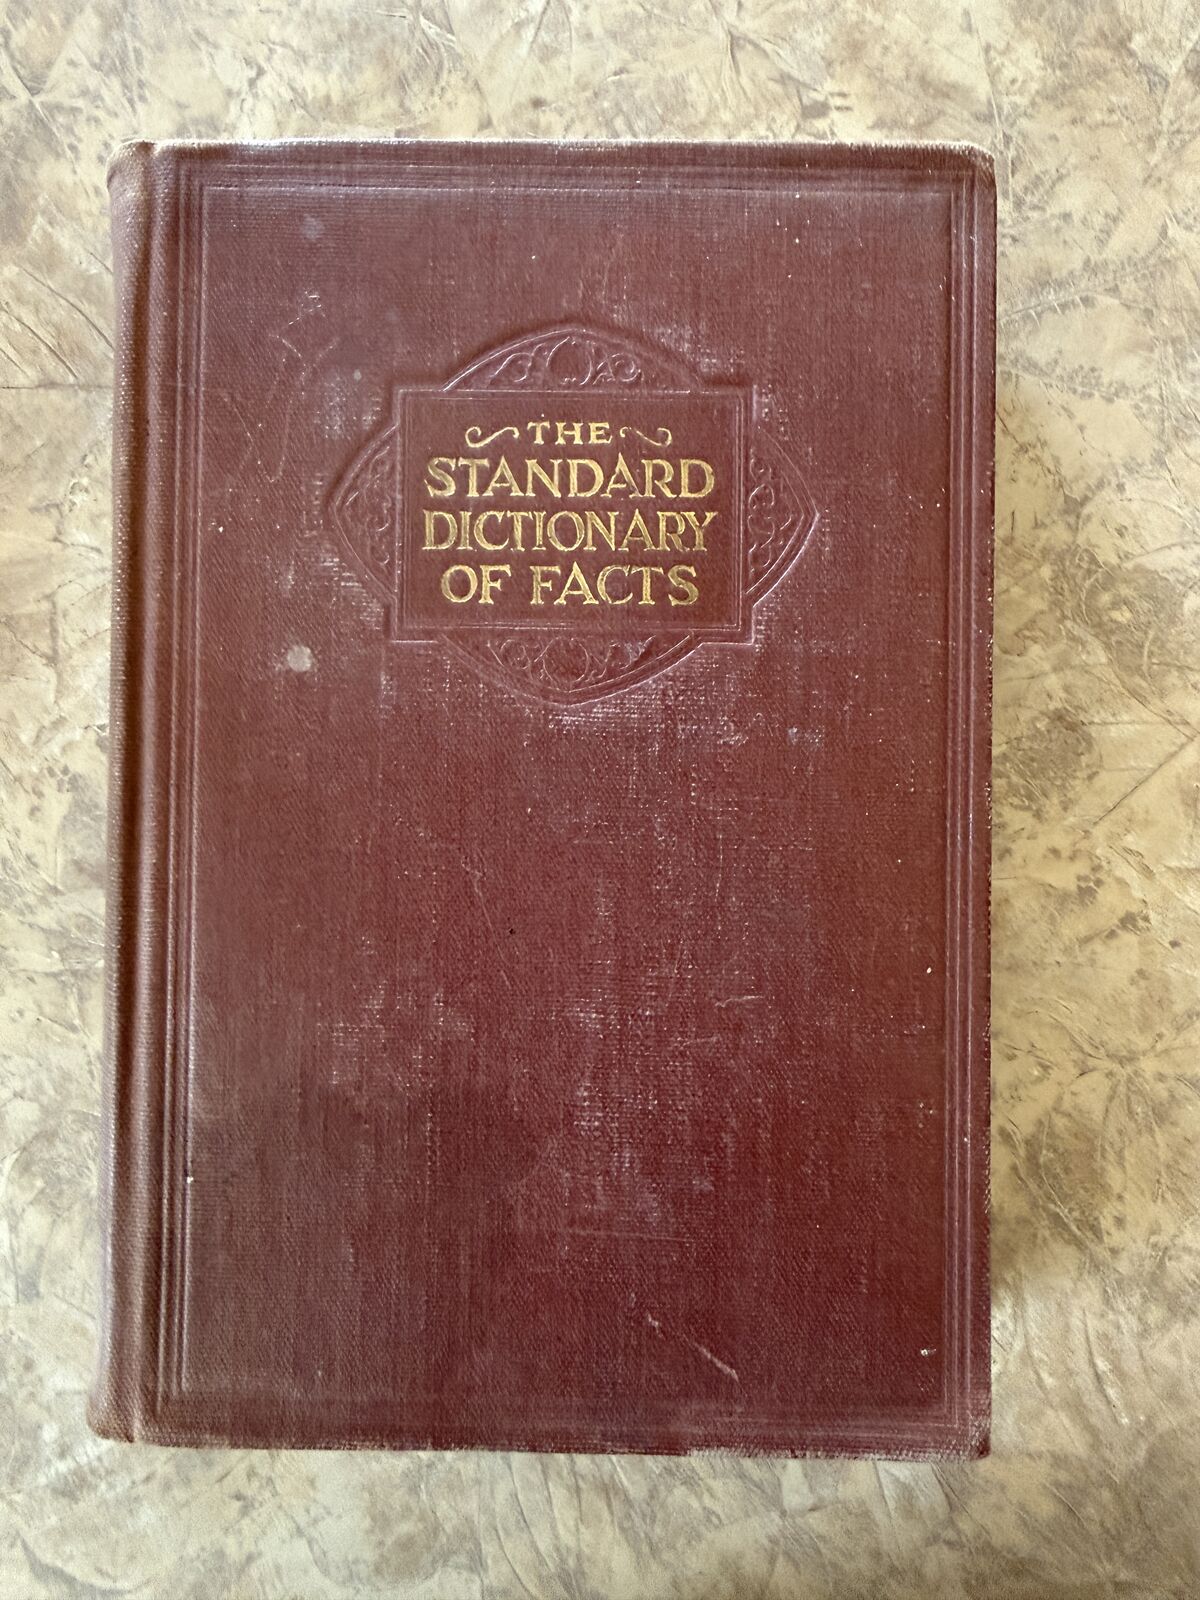 THE
STANDARD
DICTIONARY
OF FACTS